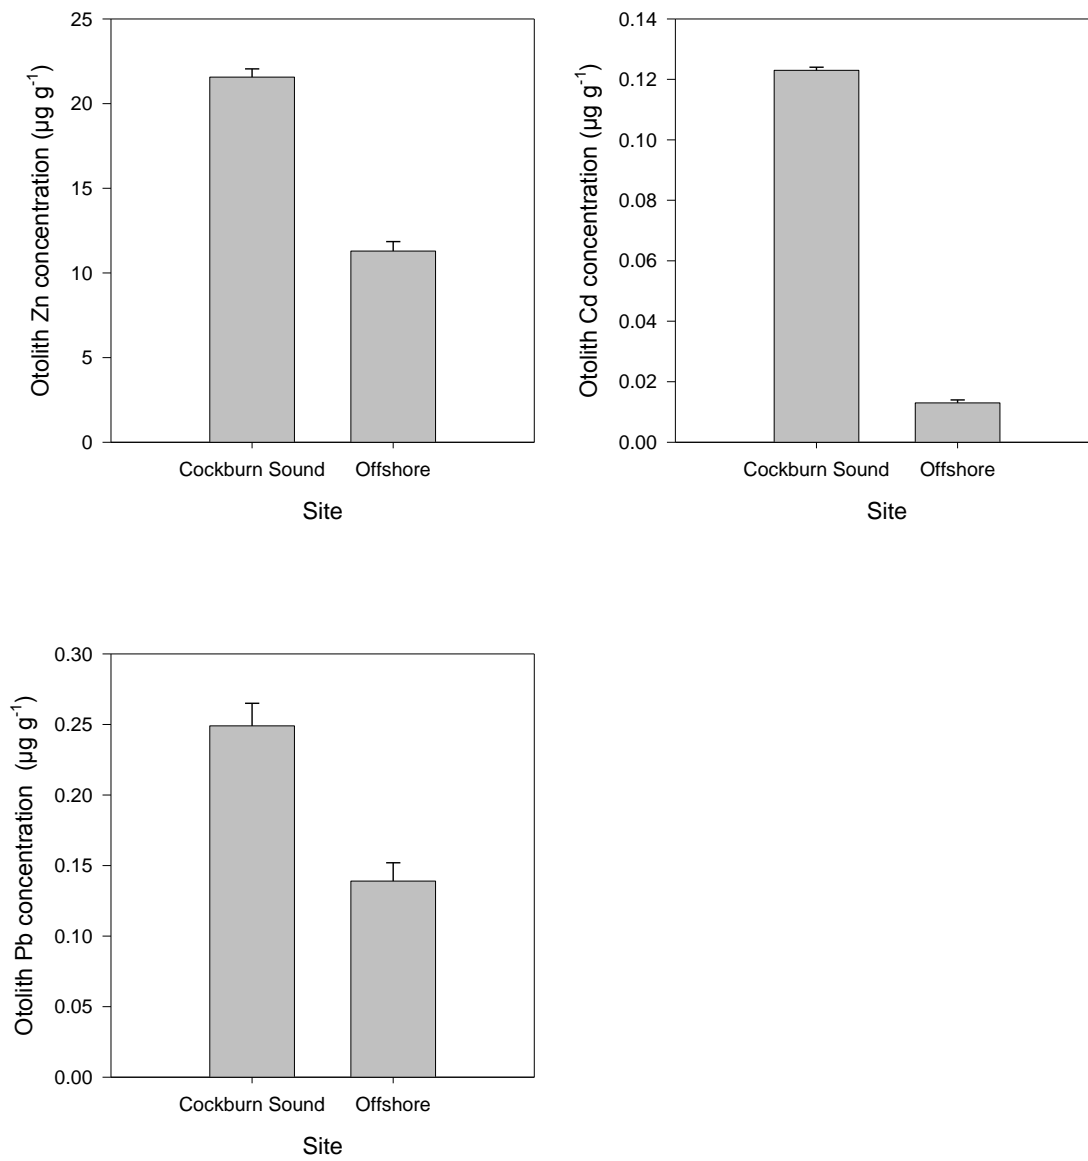 Otolith Zn concentration (µg g⁻¹)
25
20
15
10
5
0
Cockburn Sound Offshore
Site
Otolith Cd concentration (µg g⁻¹)
0.14
0.12
0.10
0.08
0.06
0.04
0.02
0.00
Cockburn Sound Offshore
Site
Otolith Pb concentration (µg g⁻¹)
0.30
0.25
0.20
0.15
0.10
0.05
0.00
Cockburn Sound Offshore
Site